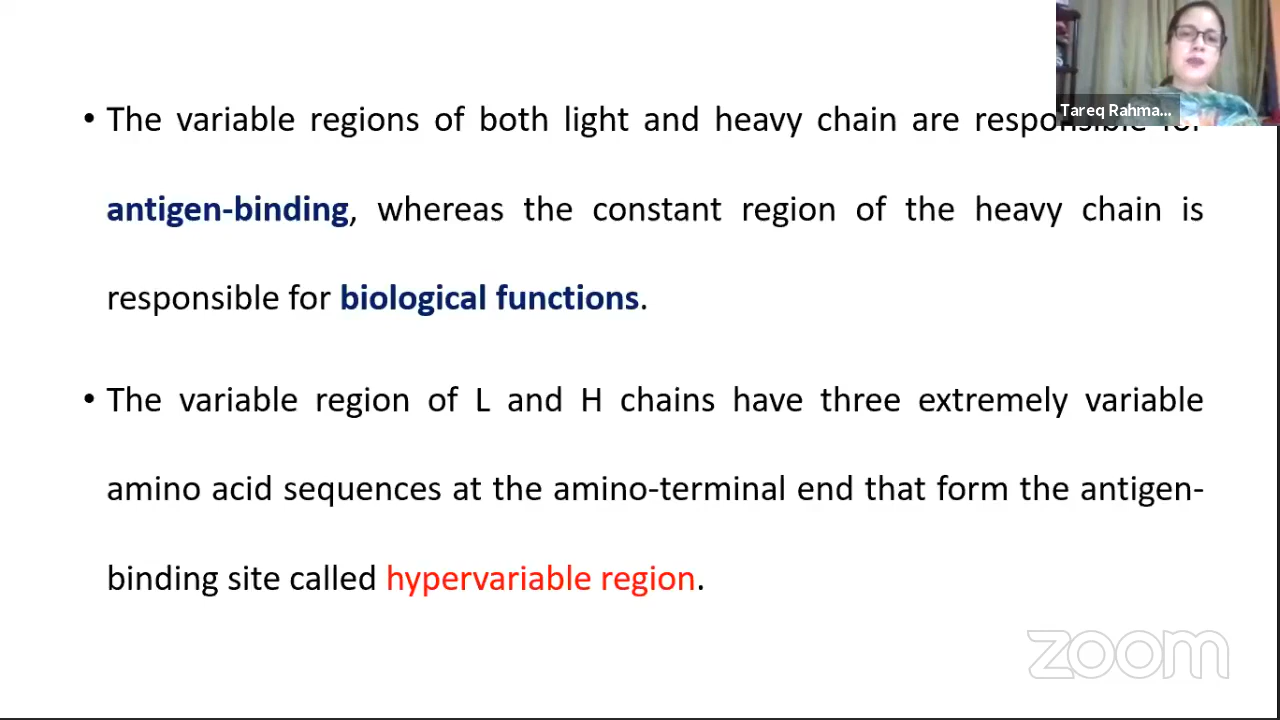 • The variable regions of both light and heavy chain are responsible for
Tareq Rahma...
antigen-binding, whereas the constant region of the heavy chain is
responsible for biological functions.
• The variable region of L and H chains have three extremely variable
amino acid sequences at the amino-terminal end that form the antigen-
binding site called hypervariable region.
zoom